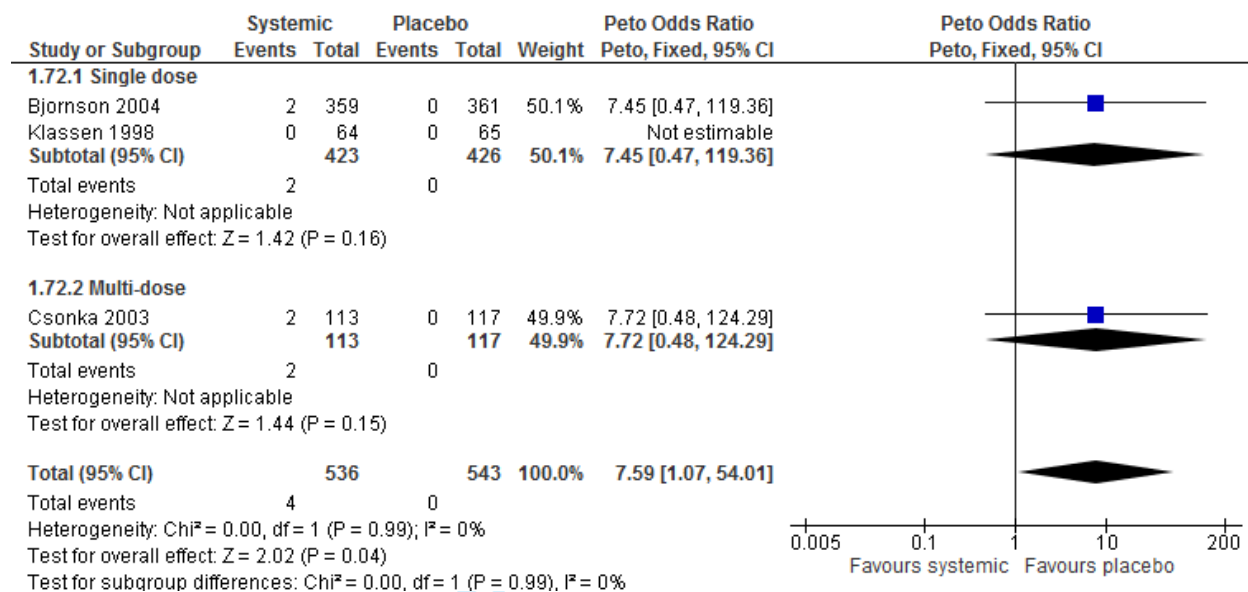 Systemic Placebo Peto Odds Ratio Peto Odds Ratio
Study or Subgroup Events Total Events Total Weight Peto, Fixed, 95% CI Peto, Fixed, 95% CI
1.72.1 Single dose
Bjornson 2004 2 359 0 361 50.1% 7.45 [0.47, 119.36]
Klassen 1998 0 64 0 65 Not estimable
Subtotal (95% CI) 423 426 50.1% 7.45 [0.47, 119.36]
Total events 2 0
Heterogeneity: Not applicable
Test for overall effect: Z = 1.42 (P = 0.16)
1.72.2 Multi-dose
Csonka 2003 2 113 0 117 49.9% 7.72 [0.48, 124.29]
Subtotal (95% CI) 113 117 49.9% 7.72 [0.48, 124.29]
Total events 2 0
Heterogeneity: Not applicable
Test for overall effect: Z = 1.44 (P = 0.15)
Total (95% CI) 536 543 100.0% 7.59 [1.07, 54.01]
Total events 4 0
Heterogeneity: Chi² = 0.00, df = 1 (P = 0.99); I² = 0%
Test for overall effect: Z = 2.02 (P = 0.04)
Test for subgroup differences: Chi² = 0.00, df = 1 (P = 0.99), I² = 0%
0.005 0.1 1 10 200
Favours systemic Favours placebo